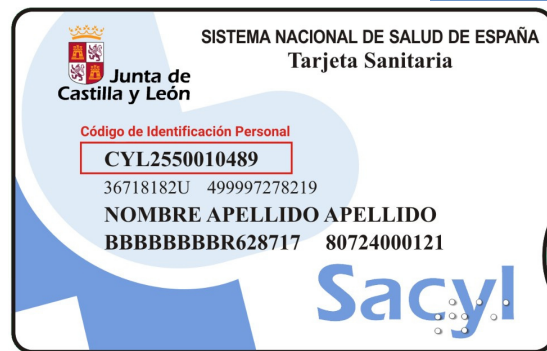 SISTEMA NACIONAL DE SALUD DE ESPAÑA
Tarjeta Sanitaria
Junta de
Castilla y León
Código de Identificación Personal
CYL2550010489
36718182U 499997278219
NOMBRE APELLIDO APELLIDO
BBBBBBBBR628717 80724000121
Sacyl